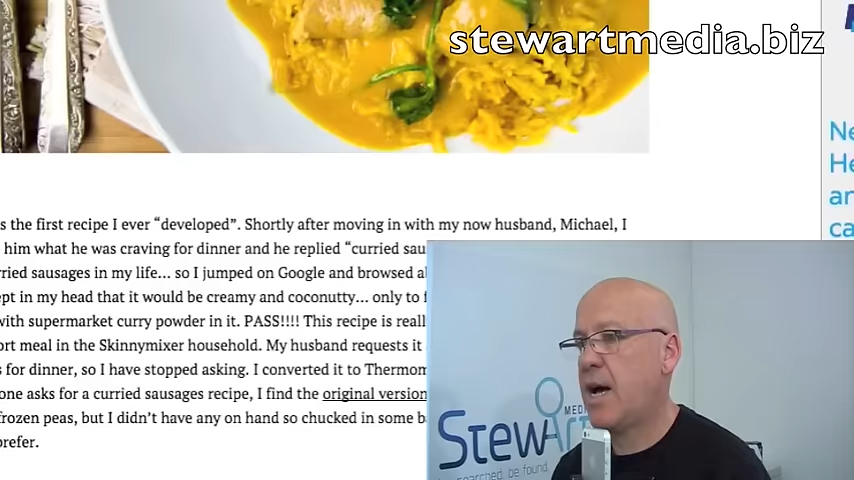 stewartmedia.biz
s the first recipe I ever “developed”. Shortly after moving in with my now husband, Michael, I
him what he was craving for dinner and he replied “curried sau
rried sausages in my life... so I jumped on Google and browsed a
ept in my head that it would be creamy and coconutty... only to f
with supermarket curry powder in it. PASS!!!! This recipe is reall
ort meal in the Skinnymixer household. My husband requests it
s for dinner, so I have stopped asking. I converted it to Thermom
one asks for a curried sausages recipe, I find the original version
frozen peas, but I didn’t have any on hand so chucked in some b
prefer.
Ne
He
an
ca
StewArt
MED
searched. be found.